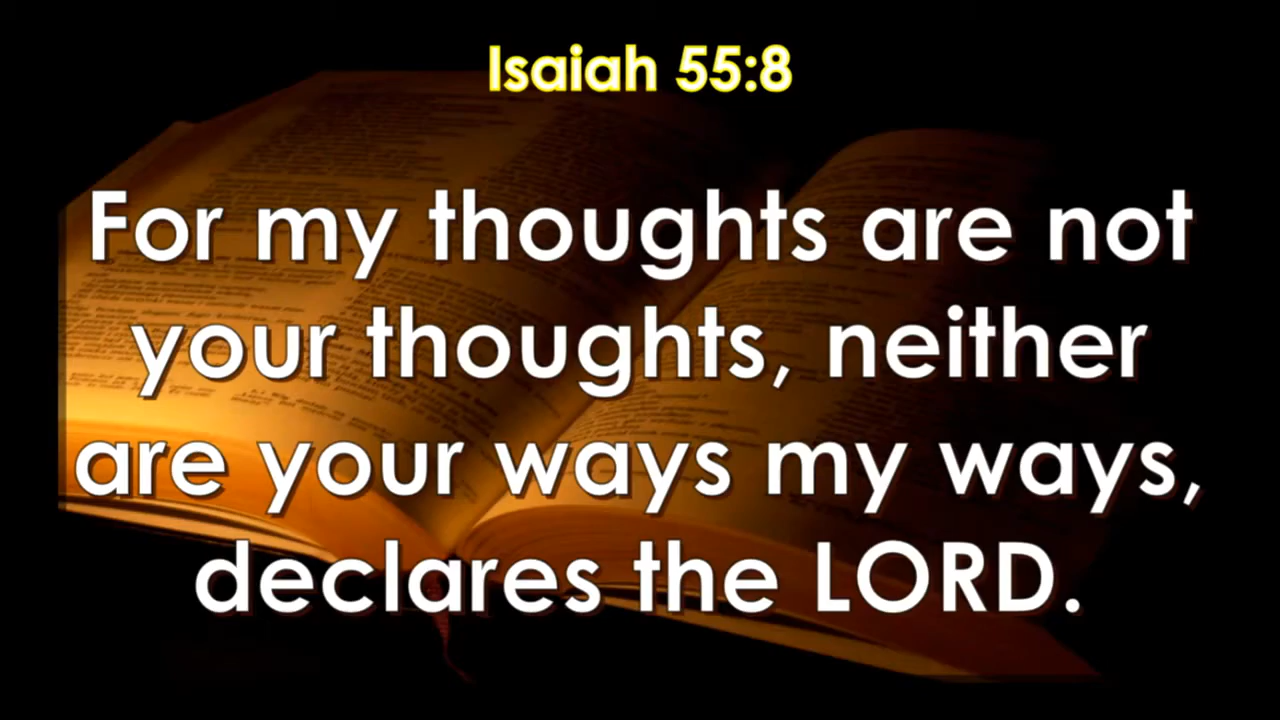 Isaiah 55:8
For my thoughts are not
your thoughts, neither
are your ways my ways,
declares the LORD.